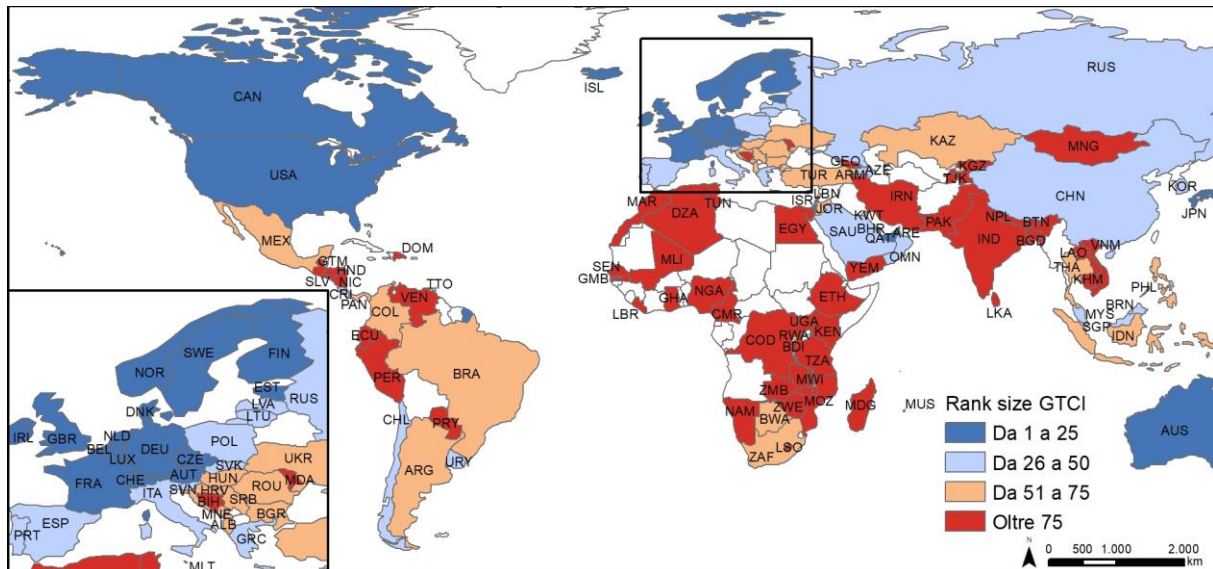 CAN
USA
MEX
GTM
HND
SLV
NIC
CRI
PAN
DOM
TTO
VEN
COL
ECU
PER
BRA
PRY
CHL
ARG
URY
ISL
RUS
KAZ
MNG
KGZ
TJK
GEO
AZE
TUR
ARM
LBN
ISR
JOR
IRN
KWT
BHR
QAT
ARE
SAU
OMN
YEM
PAK
NPL
BTN
IND
BGD
LKA
CHN
KOR
JPN
LAO
VNM
THA
KHM
PHL
BRN
MYS
SGP
IDN
MAR
DZA
TUN
EGY
MLI
SEN
GMB
LBR
GHA
NGA
CMR
ETH
UGA
KEN
RWA
BDI
COD
TZA
MWI
ZMB
MOZ
ZWE
NAM
BWA
ZAF
LSO
MDG
MUS
AUS
NOR
SWE
FIN
EST
LVA
RUS
LTU
DNK
IRL
GBR
NLD
BEL
DEU
POL
LUX
CZE
SVK
UKR
FRA
CHE
AUT
HUN
MDA
ITA
SVN
HRV
ROU
BIH
SRB
MNE
BGR
ALB
ESP
PRT
GRC
MLT
Rank size GTCI
Da 1 a 25
Da 26 a 50
Da 51 a 75
Oltre 75
N
0 500 1.000 2.000
km